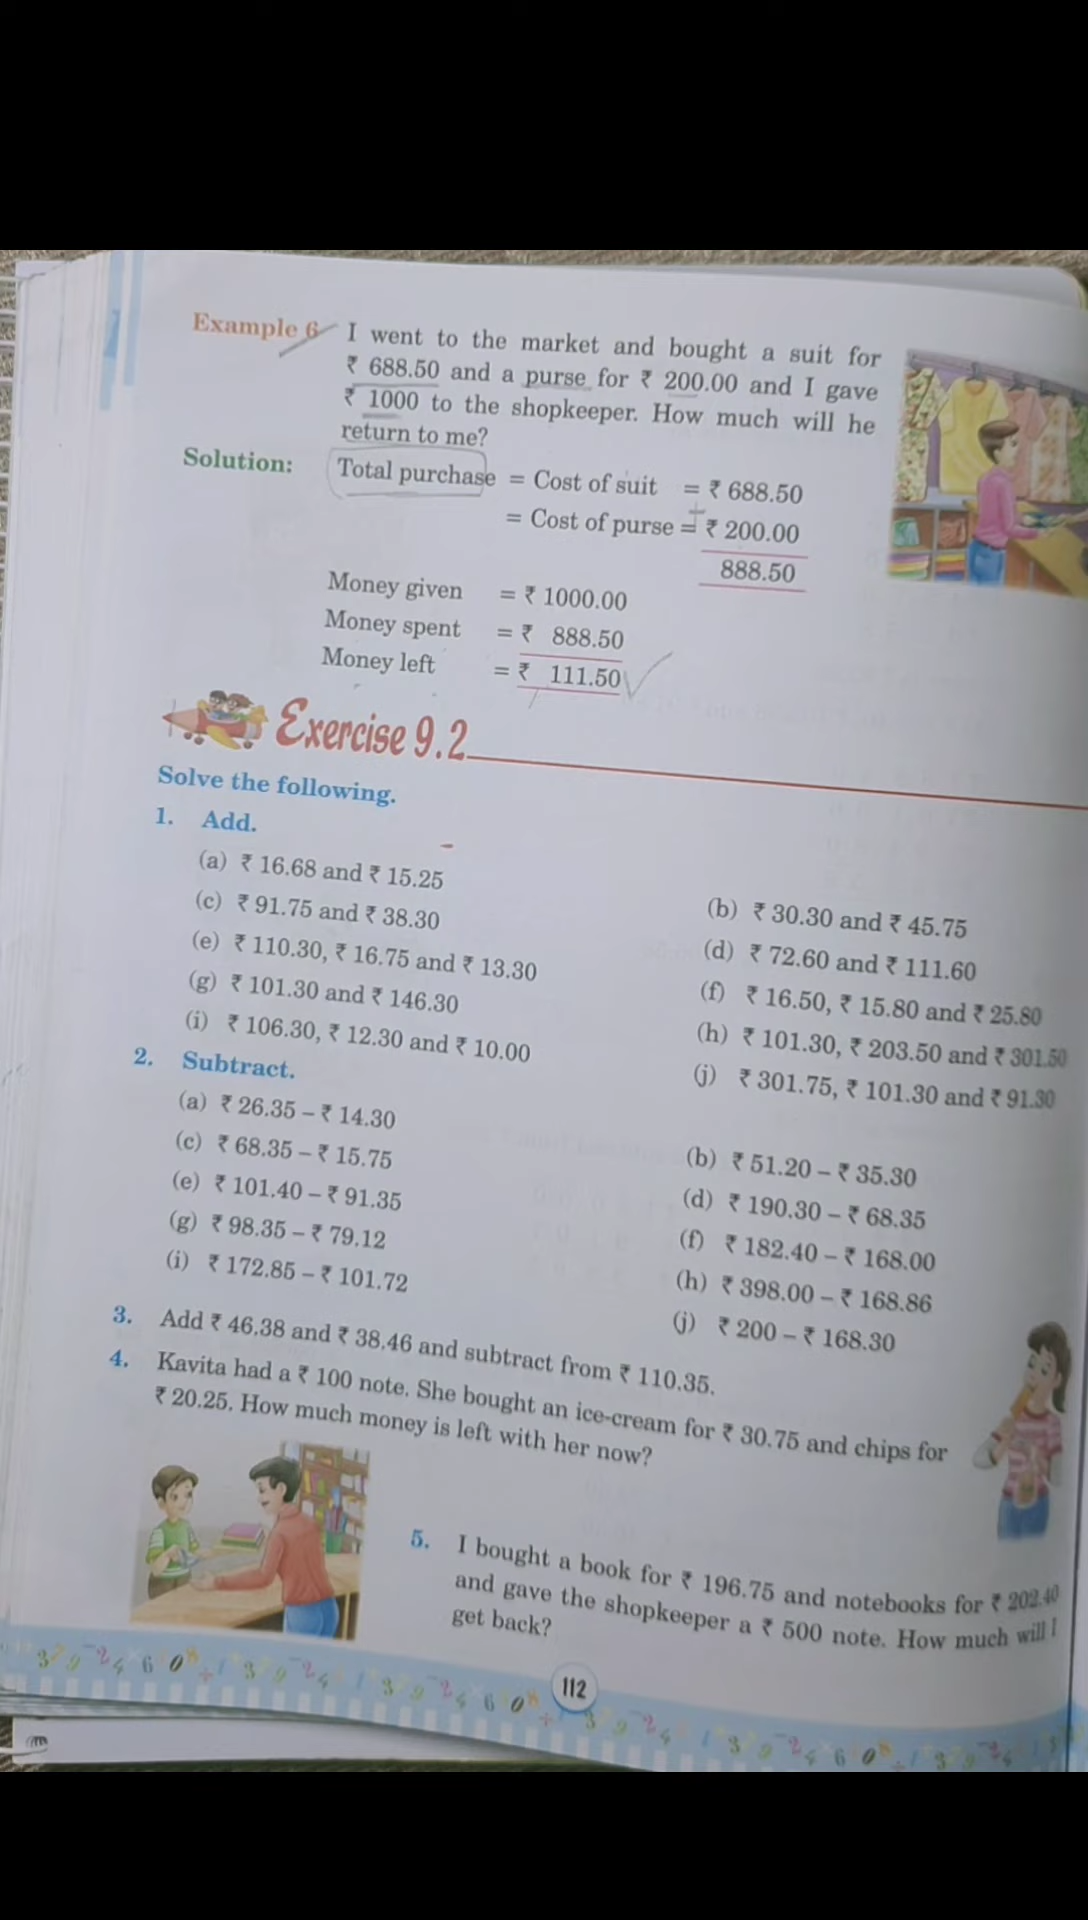 Example 6 I went to the market and bought a suit for
₹ 688.50 and a purse for ₹ 200.00 and I gave
₹ 1000 to the shopkeeper. How much will he
return to me?
Solution: Total purchase = Cost of suit = ₹ 688.50
= Cost of purse = ₹ 200.00
888.50
Money given = ₹ 1000.00
Money spent = ₹ 888.50
Money left = ₹ 111.50
Exercise 9.2
Solve the following.
1. Add.
(a) ₹ 16.68 and ₹ 15.25
(b) ₹ 30.30 and ₹ 45.75
(c) ₹ 91.75 and ₹ 38.30
(d) ₹ 72.60 and ₹ 111.60
(e) ₹ 110.30, ₹ 16.75 and ₹ 13.30
(f) ₹ 16.50, ₹ 15.80 and ₹ 25.80
(g) ₹ 101.30 and ₹ 146.30
(h) ₹ 101.30, ₹ 203.50 and ₹ 301.50
(i) ₹ 106.30, ₹ 12.30 and ₹ 10.00
(j) ₹ 301.75, ₹ 101.30 and ₹ 91.30
2. Subtract.
(a) ₹ 26.35 – ₹ 14.30
(b) ₹ 51.20 – ₹ 35.30
(c) ₹ 68.35 – ₹ 15.75
(d) ₹ 190.30 – ₹ 68.35
(e) ₹ 101.40 – ₹ 91.35
(f) ₹ 182.40 – ₹ 168.00
(g) ₹ 98.35 – ₹ 79.12
(h) ₹ 398.00 – ₹ 168.86
(i) ₹ 172.85 – ₹ 101.72
(j) ₹ 200 – ₹ 168.30
3. Add ₹ 46.38 and ₹ 38.46 and subtract from ₹ 110.35.
4. Kavita had a ₹ 100 note. She bought an ice-cream for ₹ 30.75 and chips for
₹ 20.25. How much money is left with her now?
5. I bought a book for ₹ 196.75 and notebooks for ₹ 202.40
and gave the shopkeeper a ₹ 500 note. How much will I
get back?
112